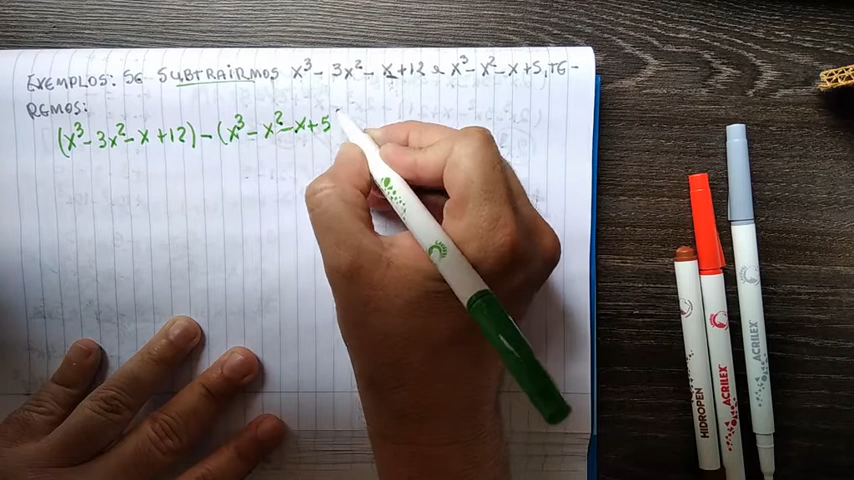 EXEMPLOS: SE SUBTRAIRMOS x³ - 3x² - x + 12 e x³ - x² - x + 5, TE -
REMOS:
(x³ - 3x² - x + 12) - (x³ - x² - x + 5
HIDROPEN
ACRILEX
ACRILEX